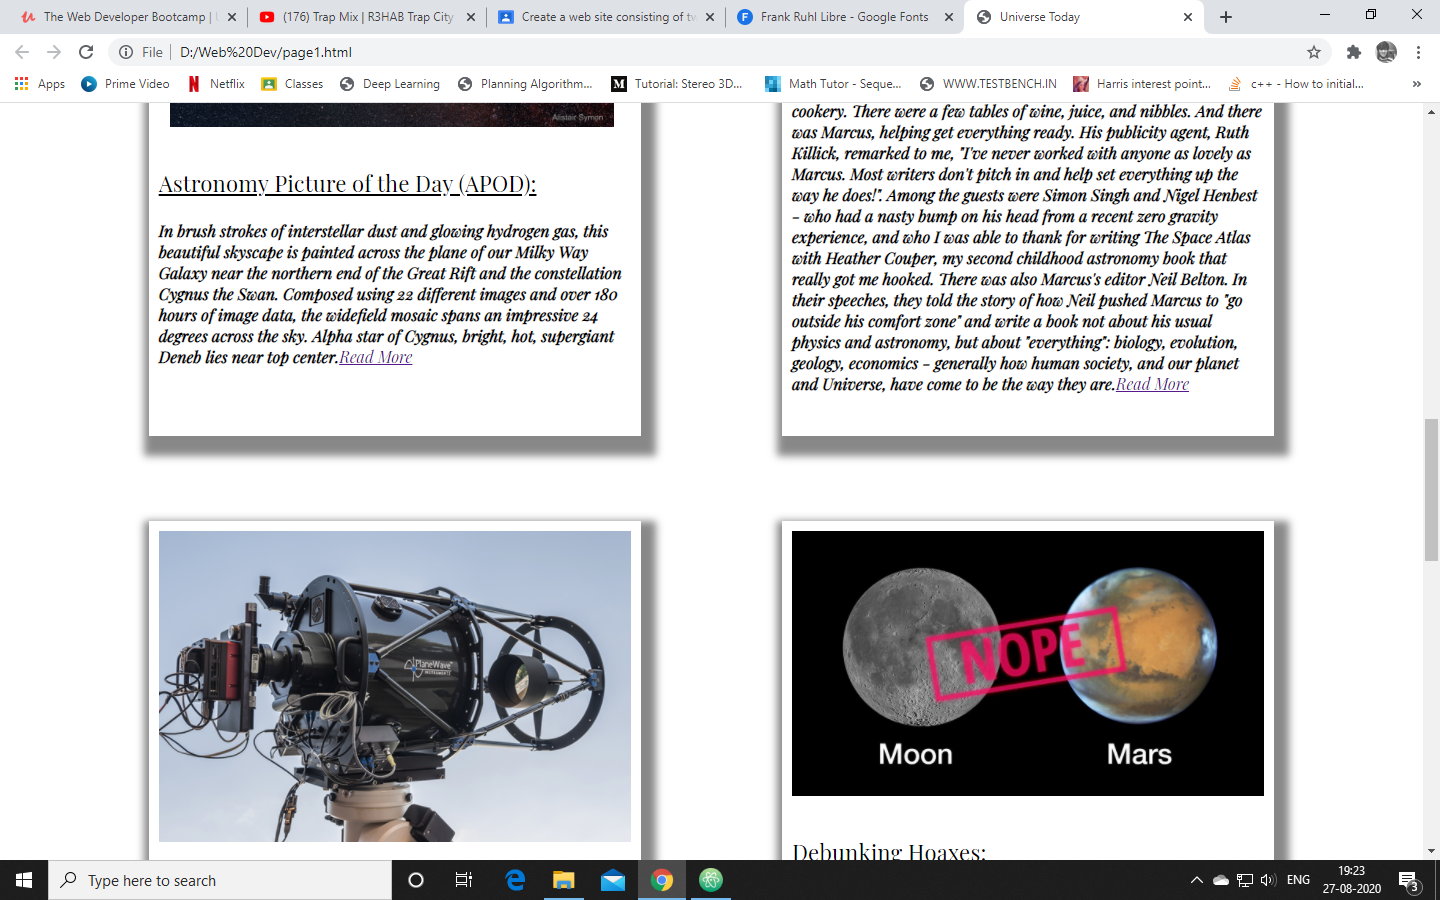 The Web Developer Bootcamp | U
(176) Trap Mix | R3HAB Trap City
Create a web site consisting of tw
Frank Ruhl Libre - Google Fonts
Universe Today
File
D:/Web%20Dev/page1.html
Apps
Prime Video
Netflix
Classes
Deep Learning
Planning Algorithm...
M
Tutorial: Stereo 3D...
Math Tutor - Seque...
WWW.TESTBENCH.IN
Harris interest point...
c++ - How to initial...
»
Alistair Symon
Astronomy Picture of the Day (APOD):
In brush strokes of interstellar dust and glowing hydrogen gas, this
beautiful skyscape is painted across the plane of our Milky Way
Galaxy near the northern end of the Great Rift and the constellation
Cygnus the Swan. Composed using 22 different images and over 180
hours of image data, the widefield mosaic spans an impressive 24
degrees across the sky. Alpha star of Cygnus, bright, hot, supergiant
Deneb lies near top center.Read More
cookery. There were a few tables of wine, juice, and nibbles. And there
was Marcus, helping get everything ready. His publicity agent, Ruth
Killick, remarked to me, "I've never worked with anyone as lovely as
Marcus. Most writers don't pitch in and help set everything up the
way he does!". Among the guests were Simon Singh and Nigel Henbest
- who had a nasty bump on his head from a recent zero gravity
experience, and who I was able to thank for writing The Space Atlas
with Heather Couper, my second childhood astronomy book that
really got me hooked. There was also Marcus's editor Neil Belton. In
their speeches, they told the story of how Neil pushed Marcus to "go
outside his comfort zone" and write a book not about his usual
physics and astronomy, but about "everything": biology, evolution,
geology, economics - generally how human society, and our planet
and Universe, have come to be the way they are.Read More
PlaneWave
INSTRUMENTS
NOPE
Moon
Mars
Debunking Hoaxes:
Type here to search
ENG
19:23
27-08-2020
3